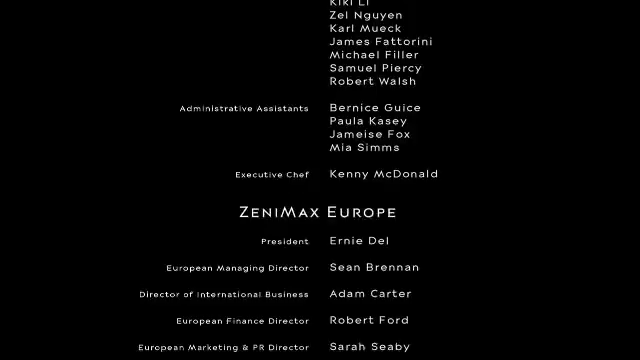 Kiki Li
Zel Nguyen
Karl Mueck
James Fattorini
Michael Filler
Samuel Piercy
Robert Walsh
Administrative Assistants Bernice Guice
Paula Kasey
Jameise Fox
Mia Simms
Executive Chef Kenny McDonald
ZeniMax Europe
President Ernie Del
European Managing Director Sean Brennan
Director of International Business Adam Carter
European Finance Director Robert Ford
European Marketing & PR Director Sarah Seaby